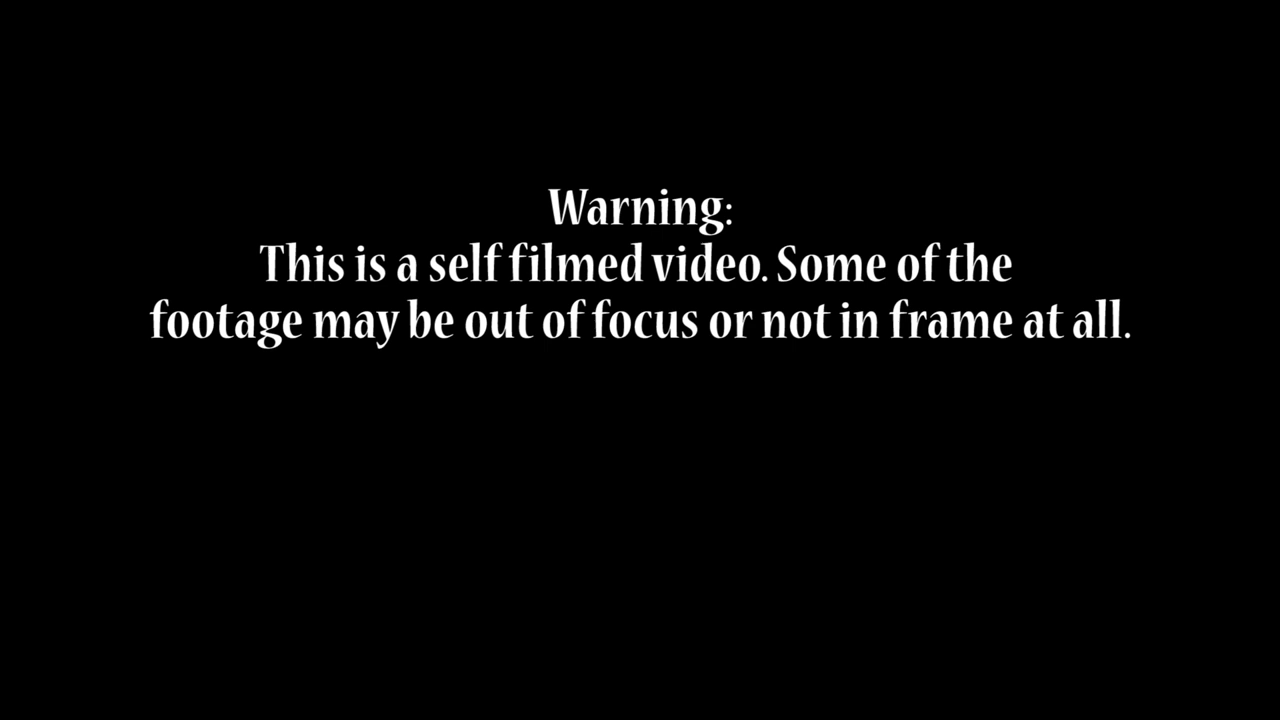 Warning:
This is a self filmed video. Some of the
footage may be out of focus or not in frame at all.